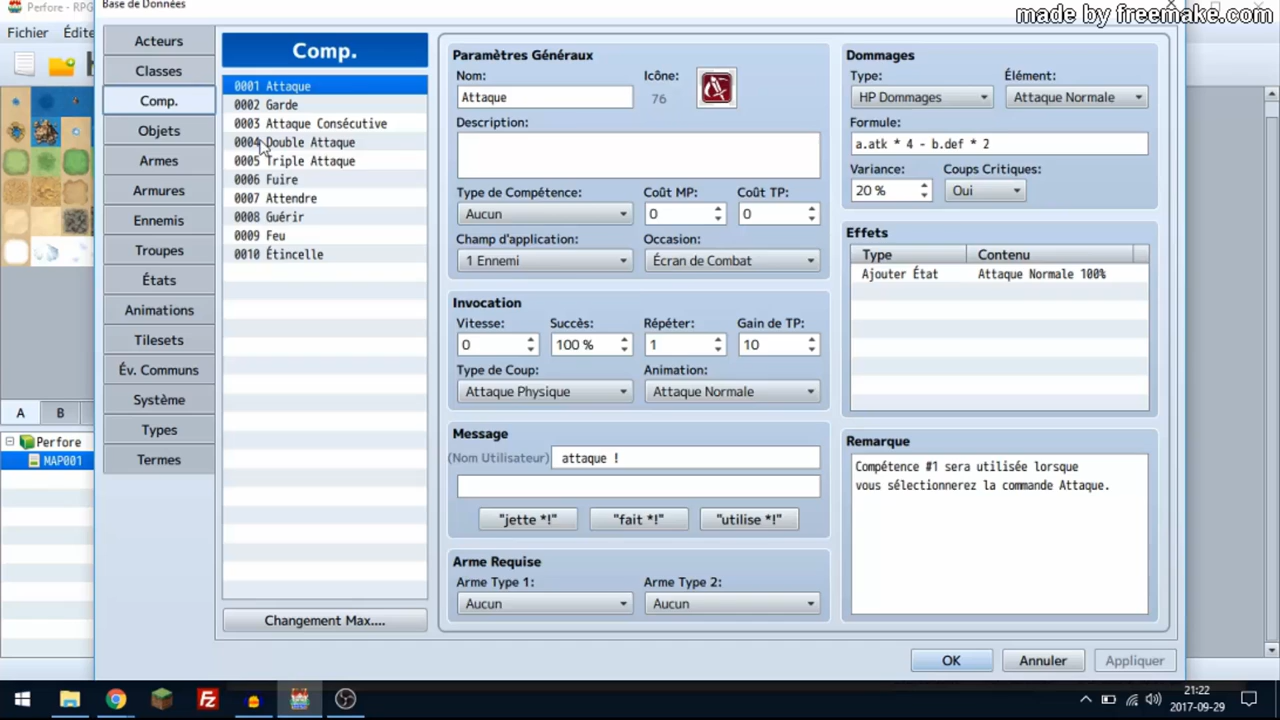 Base de Données
made by freemake.com
Perfore - RPG
Fichier
Acteurs
Classes
Comp.
Objets
Armes
Armures
Ennemis
Troupes
États
Animations
Tilesets
Év. Communs
Système
Types
Termes
A
B
Perfore
MAP001
Comp.
0001 Attaque
0002 Garde
0003 Attaque Consécutive
0004 Double Attaque
0005 Triple Attaque
0006 Fuire
0007 Attendre
0008 Guérir
0009 Feu
0010 Étincelle
Changement Max....
Paramètres Généraux
Nom:
Icône:
Attaque
76
Description:
Type de Compétence:
Coût MP:
Coût TP:
Aucun
0
0
Champ d'application:
Occasion:
1 Ennemi
Écran de Combat
Invocation
Vitesse:
Succès:
Répéter:
Gain de TP:
0
100 %
1
10
Type de Coup:
Animation:
Attaque Physique
Attaque Normale
Message
(Nom Utilisateur)
attaque !
"jette *!"
"fait *!"
"utilise *!"
Arme Requise
Arme Type 1:
Arme Type 2:
Aucun
Aucun
Dommages
Type:
Élément:
HP Dommages
Attaque Normale
Formule:
a.atk * 4 - b.def * 2
Variance:
Coups Critiques:
20 %
Oui
Effets
Type
Contenu
Ajouter État
Attaque Normale 100%
Remarque
Compétence #1 sera utilisée lorsque
vous sélectionnerez la commande Attaque.
OK
Annuler
Appliquer
21:22
2017-09-29